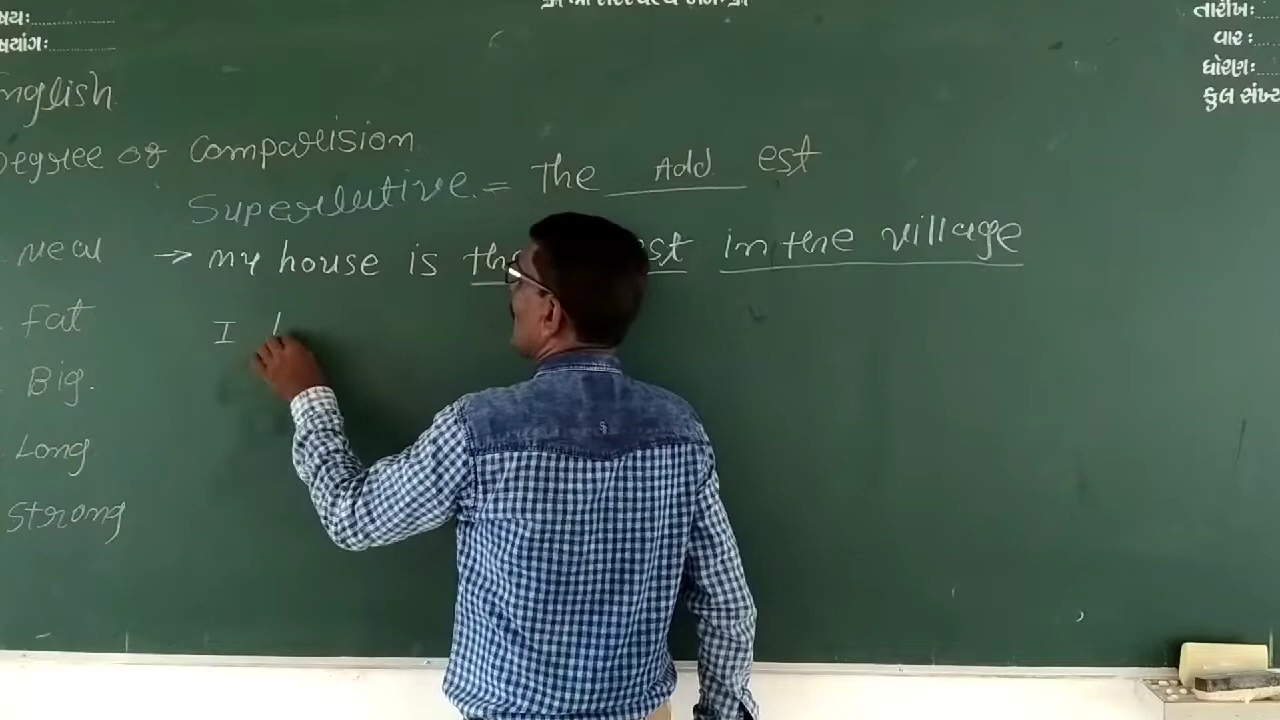 તારીખ:
વાર :
ધોરણ:
કુલ
English
Degree of Comparision
Superlutive = The Add est
near → my house is the est in the village
Fat
I
Big.
Long
Strong